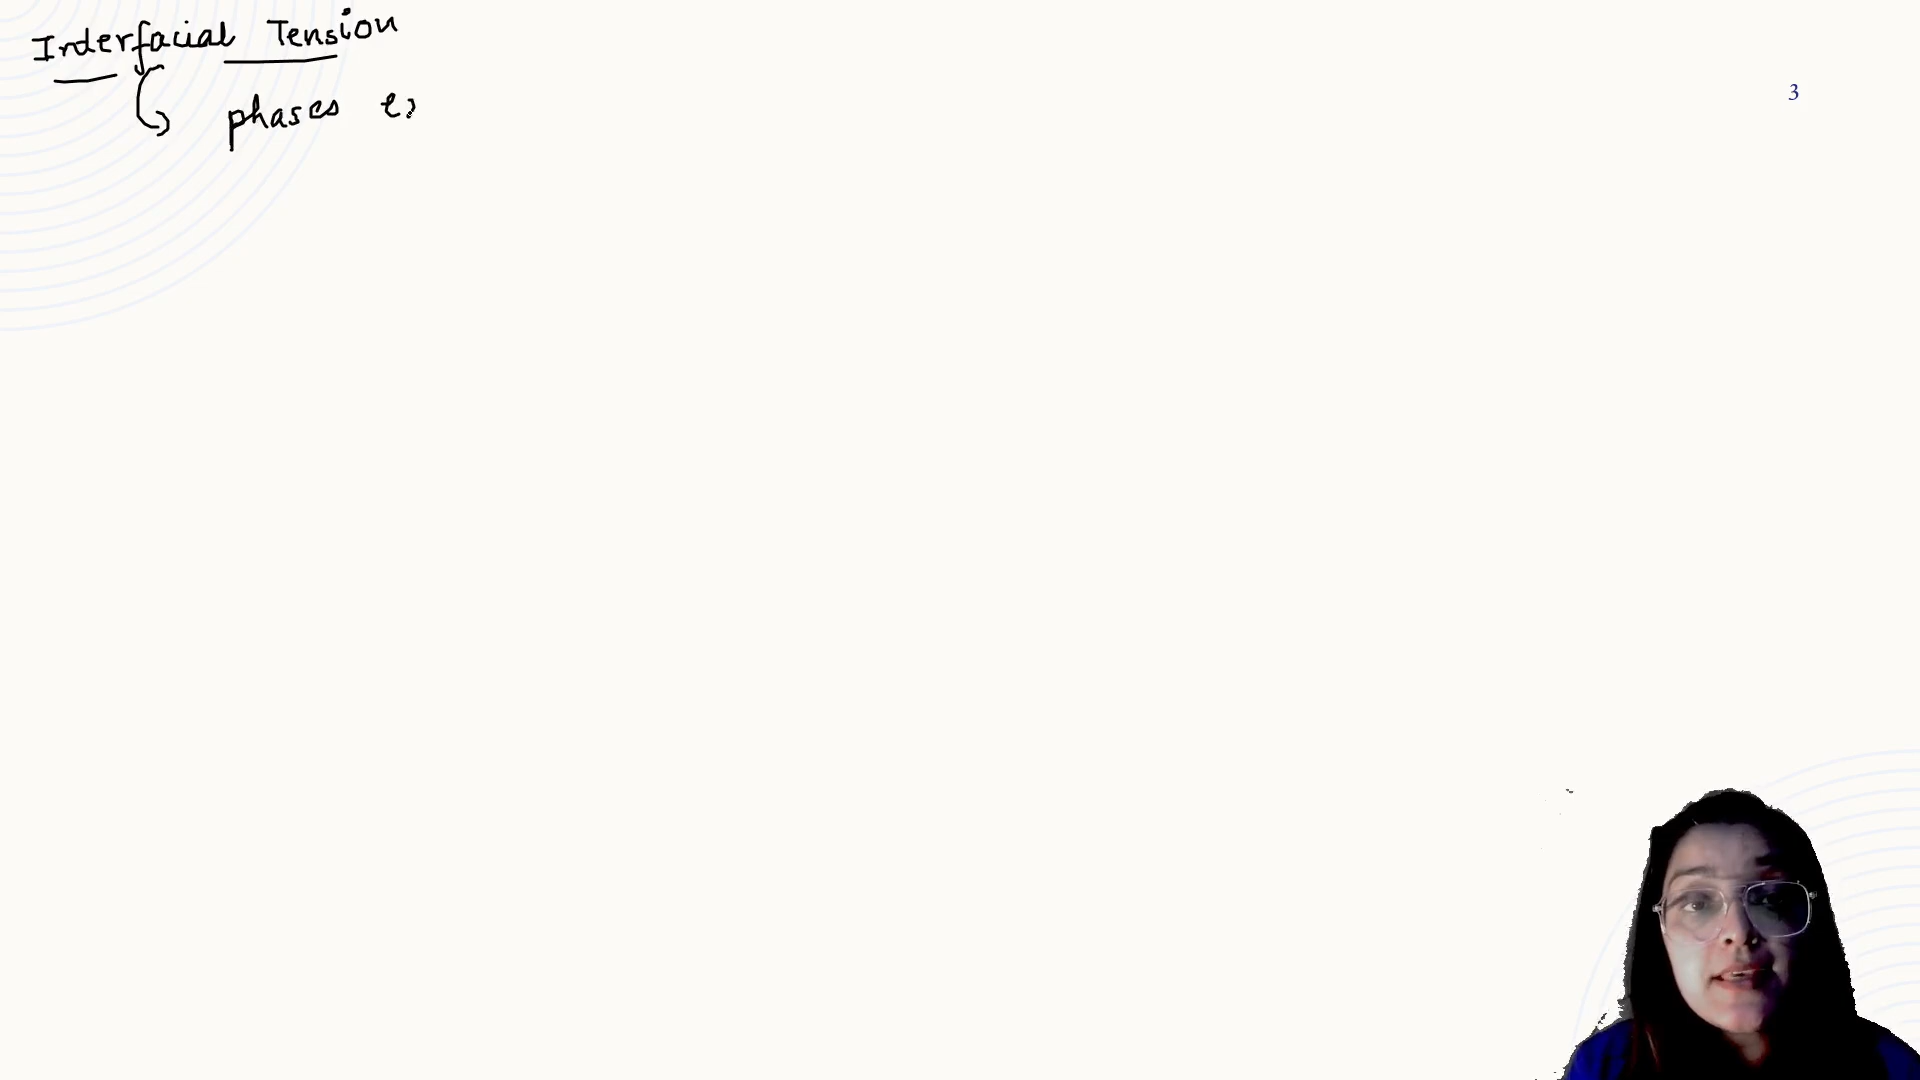 Interfacial Tension
3
phases